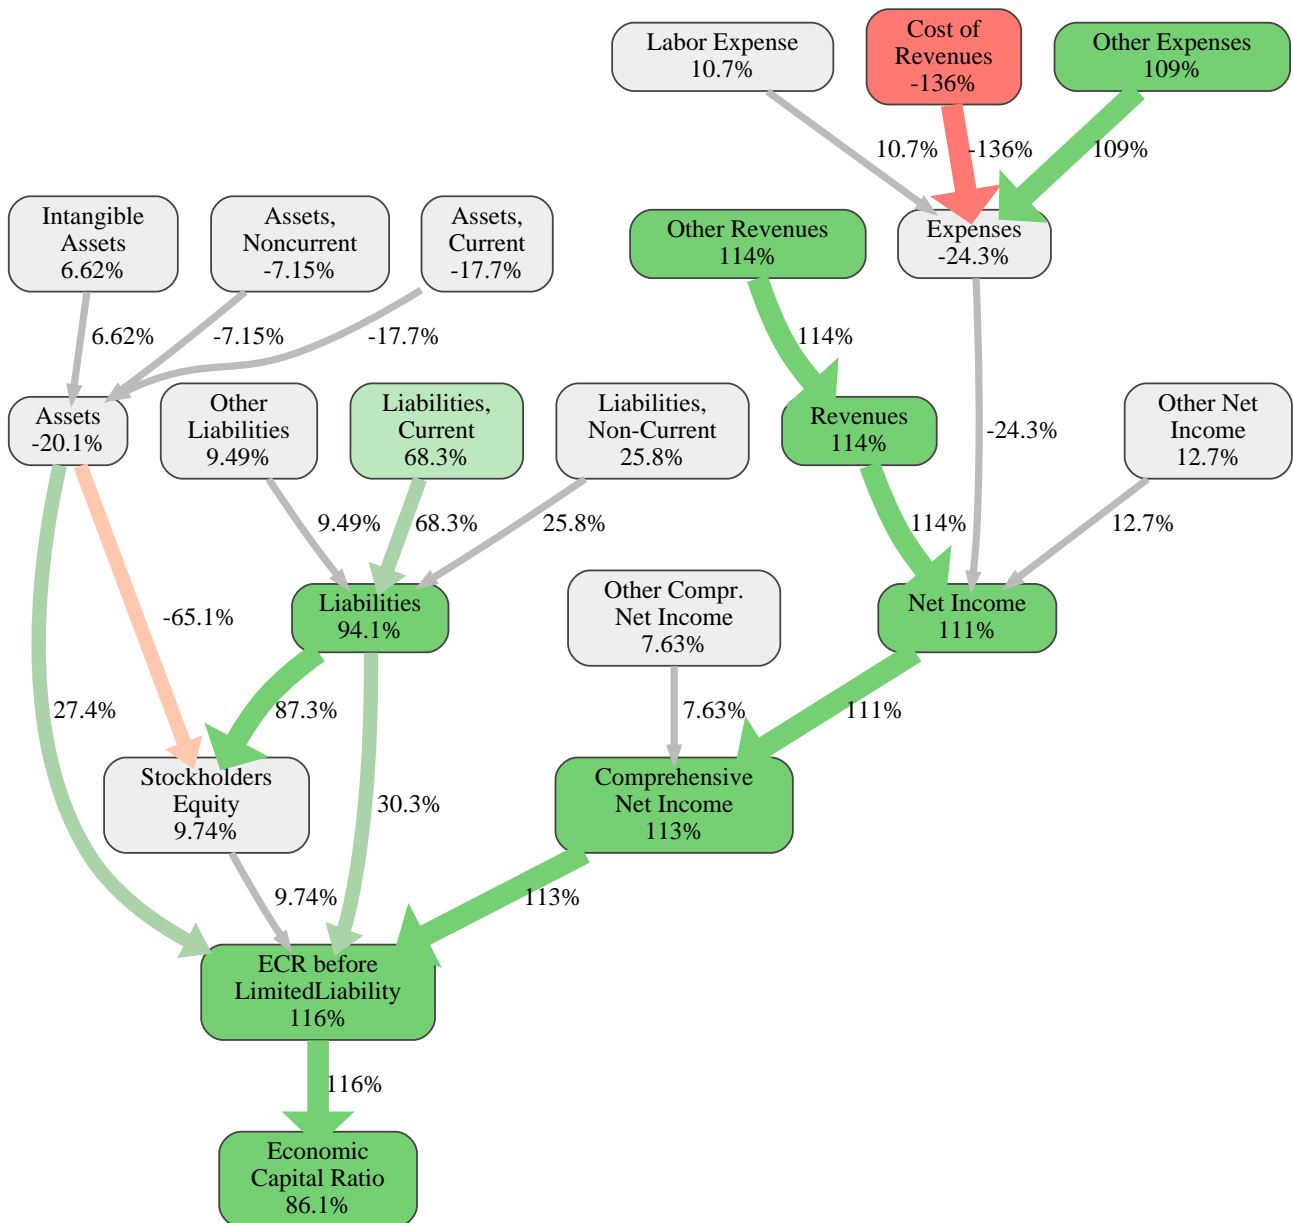 Labor Expense
10.7%
Cost of
Revenues
-136%
Other Expenses
109%
10.7%
-136%
109%
Intangible
Assets
6.62%
Assets,
Noncurrent
-7.15%
Assets,
Current
-17.7%
Other Revenues
114%
Expenses
-24.3%
6.62%
-7.15%
-17.7%
114%
Assets
-20.1%
Other
Liabilities
9.49%
Liabilities,
Current
68.3%
Liabilities,
Non-Current
25.8%
Revenues
114%
-24.3%
Other Net
Income
12.7%
9.49%
68.3%
25.8%
114%
12.7%
-65.1%
Liabilities
94.1%
Other Compr.
Net Income
7.63%
Net Income
111%
27.4%
87.3%
7.63%
111%
Stockholders
Equity
9.74%
30.3%
Comprehensive
Net Income
113%
9.74%
113%
ECR before
LimitedLiability
116%
116%
Economic
Capital Ratio
86.1%